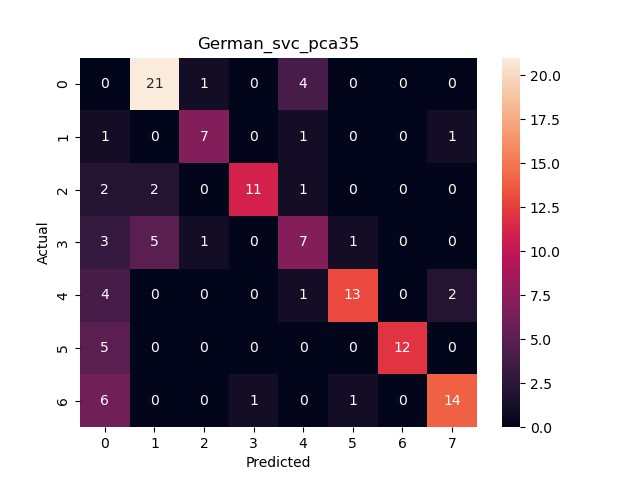 German_svc_pca35
0 0 21 1 0 4 0 0 0
1 1 0 7 0 1 0 0 1
2 2 2 0 11 1 0 0 0
3 3 5 1 0 7 1 0 0
4 4 0 0 0 1 13 0 2
5 5 0 0 0 0 0 12 0
6 6 0 0 1 0 1 0 14
0 1 2 3 4 5 6 7
Actual
Predicted
20.0
17.5
15.0
12.5
10.0
7.5
5.0
2.5
0.0